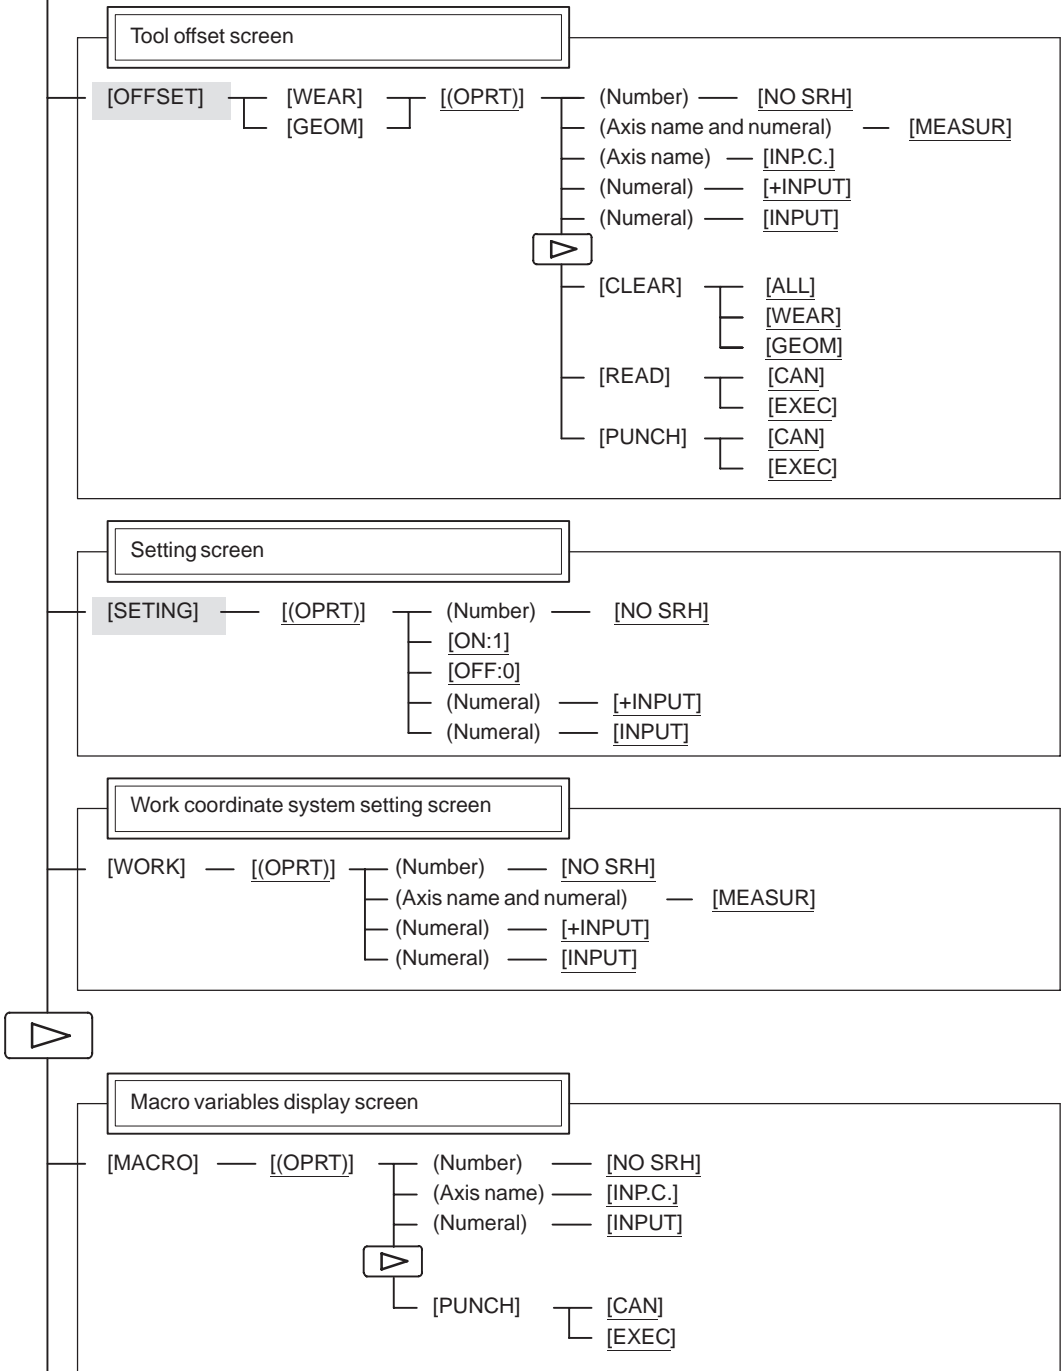 Tool offset screen
[OFFSET] [WEAR] [(OPRT)] (Number) [NO SRH]
[GEOM] (Axis name and numeral) [MEASUR]
(Axis name) [INP.C.]
(Numeral) [+INPUT]
(Numeral) [INPUT]
[CLEAR] [ALL]
[WEAR]
[GEOM]
[READ] [CAN]
[EXEC]
[PUNCH] [CAN]
[EXEC]
Setting screen
[SETING] [(OPRT)] (Number) [NO SRH]
[ON:1]
[OFF:0]
(Numeral) [+INPUT]
(Numeral) [INPUT]
Work coordinate system setting screen
[WORK] [(OPRT)] (Number) [NO SRH]
(Axis name and numeral) [MEASUR]
(Numeral) [+INPUT]
(Numeral) [INPUT]
Macro variables display screen
[MACRO] [(OPRT)] (Number) [NO SRH]
(Axis name) [INP.C.]
(Numeral) [INPUT]
[PUNCH] [CAN]
[EXEC]